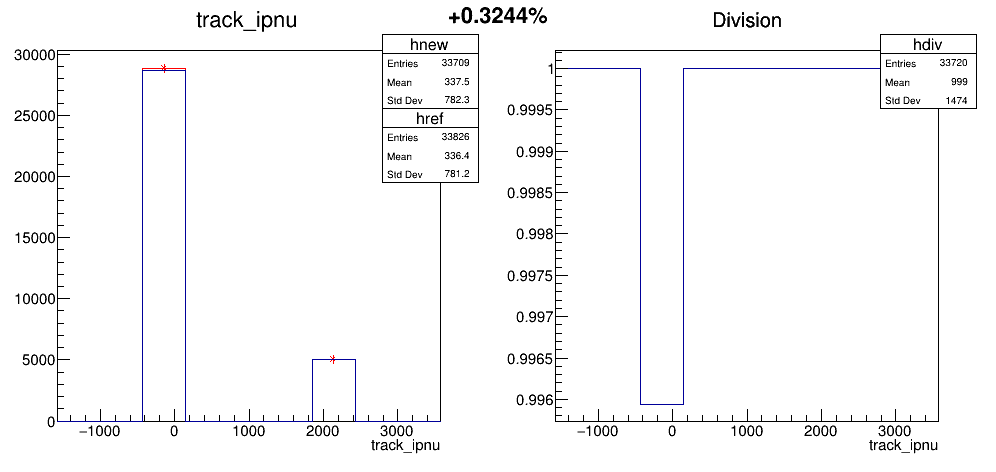 +0.3244%
track_ipnu
hnew
Entries 33709
Mean 337.5
Std Dev 782.3
href
Entries 33826
Mean 336.4
Std Dev 781.2
30000
25000
20000
15000
10000
5000
0
−1000 0 1000 2000 3000
track_ipnu
Division
hdiv
Entries 33720
Mean 999
Std Dev 1474
1
0.9995
0.999
0.9985
0.998
0.9975
0.997
0.9965
0.996
−1000 0 1000 2000 3000
track_ipnu